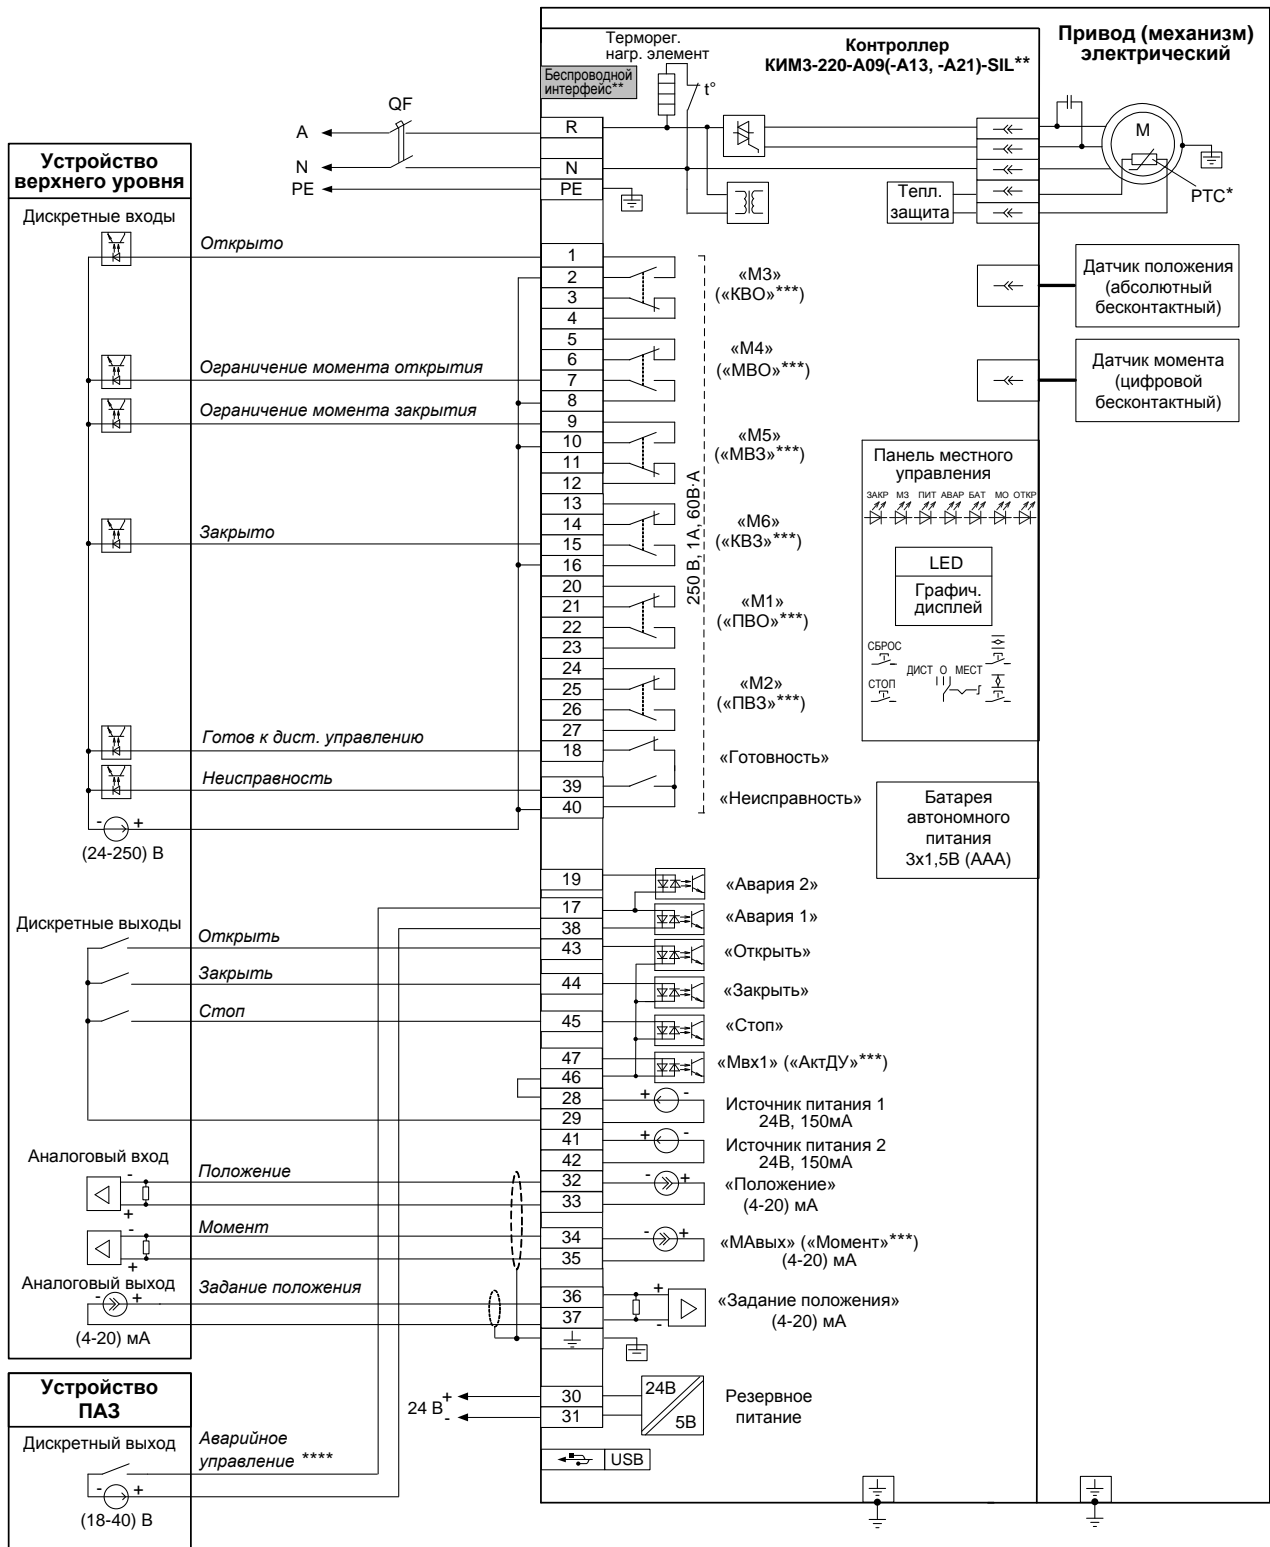 Привод (механизм)
электрический
Контроллер
КИМ3-220-А09(-А13, -А21)-SIL**
Терморег.
нагр. элемент
Беспроводной
интерфейс**
t°
QF
A
N
PE
R
N
PE
Тепл.
защита
M
PTC*
Устройство
верхнего уровня
Дискретные входы
Открыто
Ограничение момента открытия
Ограничение момента закрытия
Закрыто
Готов к дист. управлению
Неисправность
- +
(24-250) В
1
2
3
4
5
6
7
8
9
10
11
12
13
14
15
16
20
21
22
23
24
25
26
27
18
39
40
«М3»
(«КВО»***)
«М4»
(«МВО»***)
«М5»
(«МВЗ»***)
«М6»
(«КВЗ»***)
«М1»
(«ПВО»***)
«М2»
(«ПВЗ»***)
«Готовность»
«Неисправность»
250 В, 1А, 60В·А
Датчик положения
(абсолютный
бесконтактный)
Датчик момента
(цифровой
бесконтактный)
Панель местного
управления
ЗАКР МЗ ПИТ АВАР БАТ МО ОТКР
LED
Графич.
дисплей
СБРОС
СТОП
ДИСТ О МЕСТ
Батарея
автономного
питания
3х1,5В (ААА)
Дискретные выходы
Открыть
Закрыть
Стоп
19
17
38
43
44
45
47
46
28
29
41
42
32
33
34
35
36
37
«Авария 2»
«Авария 1»
«Открыть»
«Закрыть»
«Стоп»
«Мвх1» («АктДУ»***)
+ -
Источник питания 1
24В, 150мА
+ -
Источник питания 2
24В, 150мА
- +
«Положение»
(4-20) мА
- +
«МАвых» («Момент»***)
(4-20) мА
+
-
«Задание положения»
(4-20) мА
Аналоговый вход
Положение
-
+
Момент
-
+
Аналоговый выход
Задание положения
- +
(4-20) мА
24 В
+
-
30
31
24В
5В
Резервное
питание
USB
Устройство
ПАЗ
Дискретный выход
Аварийное
управление ****
- +
(18-40) В